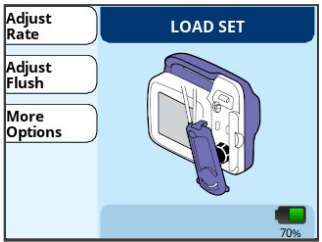 Adjust
Rate
LOAD SET
Adjust
Flush
More
Options
70%